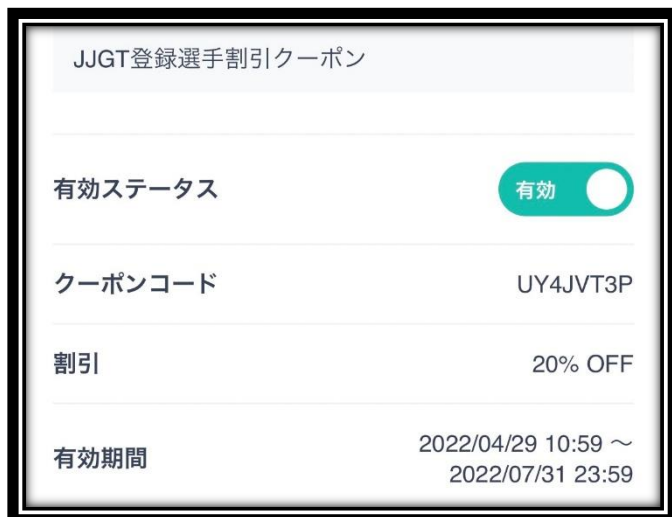 JJGT登録選手割引クーポン
有効ステータス 有効
クーポンコード UY4JVT3P
割引 20% OFF
有効期間 2022/04/29 10:59 〜
2022/07/31 23:59